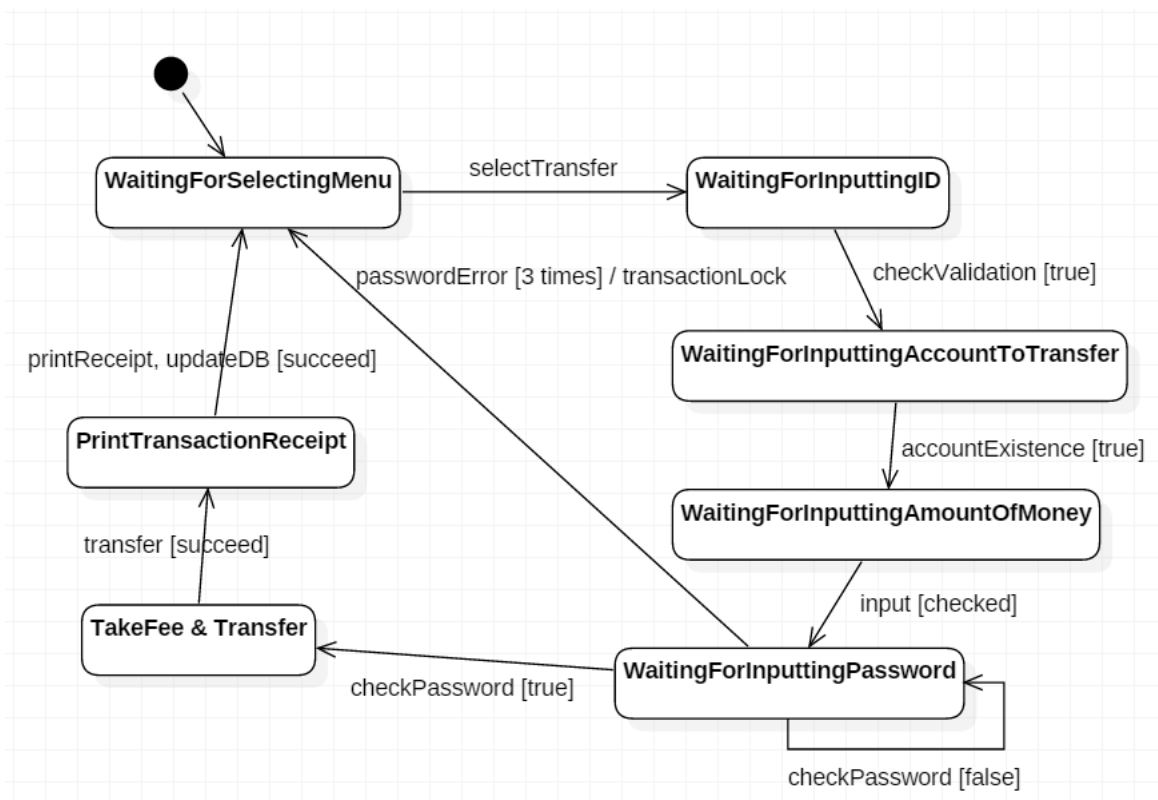 WaitingForSelectingMenu
selectTransfer
WaitingForInputtingID
passwordError [3 times] / transactionLock
checkValidation [true]
WaitingForInputtingAccountToTransfer
printReceipt, updateDB [succeed]
PrintTransactionReceipt
accountExistence [true]
WaitingForInputtingAmountOfMoney
transfer [succeed]
input [checked]
TakeFee & Transfer
WaitingForInputtingPassword
checkPassword [true]
checkPassword [false]